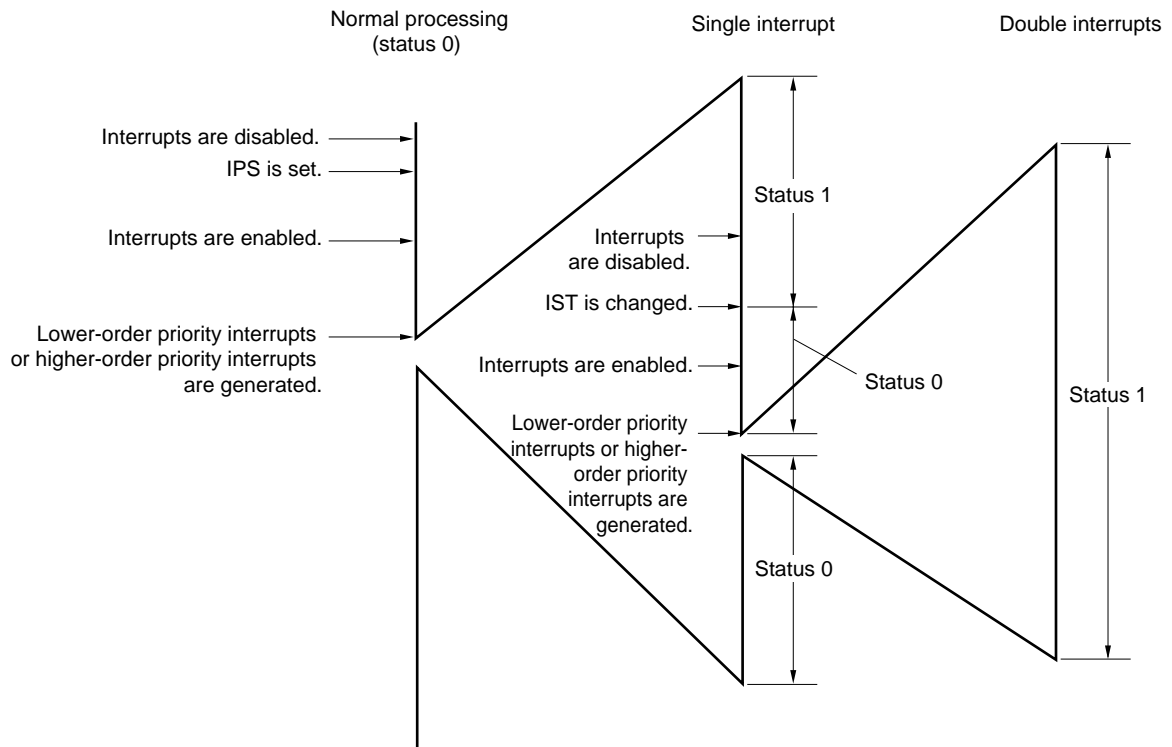 Normal processing
(status 0)
Single interrupt
Double interrupts
Interrupts are disabled.
IPS is set.
Interrupts are enabled.
Lower-order priority interrupts
or higher-order priority interrupts
are generated.
Status 1
Interrupts
are disabled.
IST is changed.
Interrupts are enabled.
Status 0
Lower-order priority
interrupts or higher-
order priority
interrupts are
generated.
Status 0
Status 1